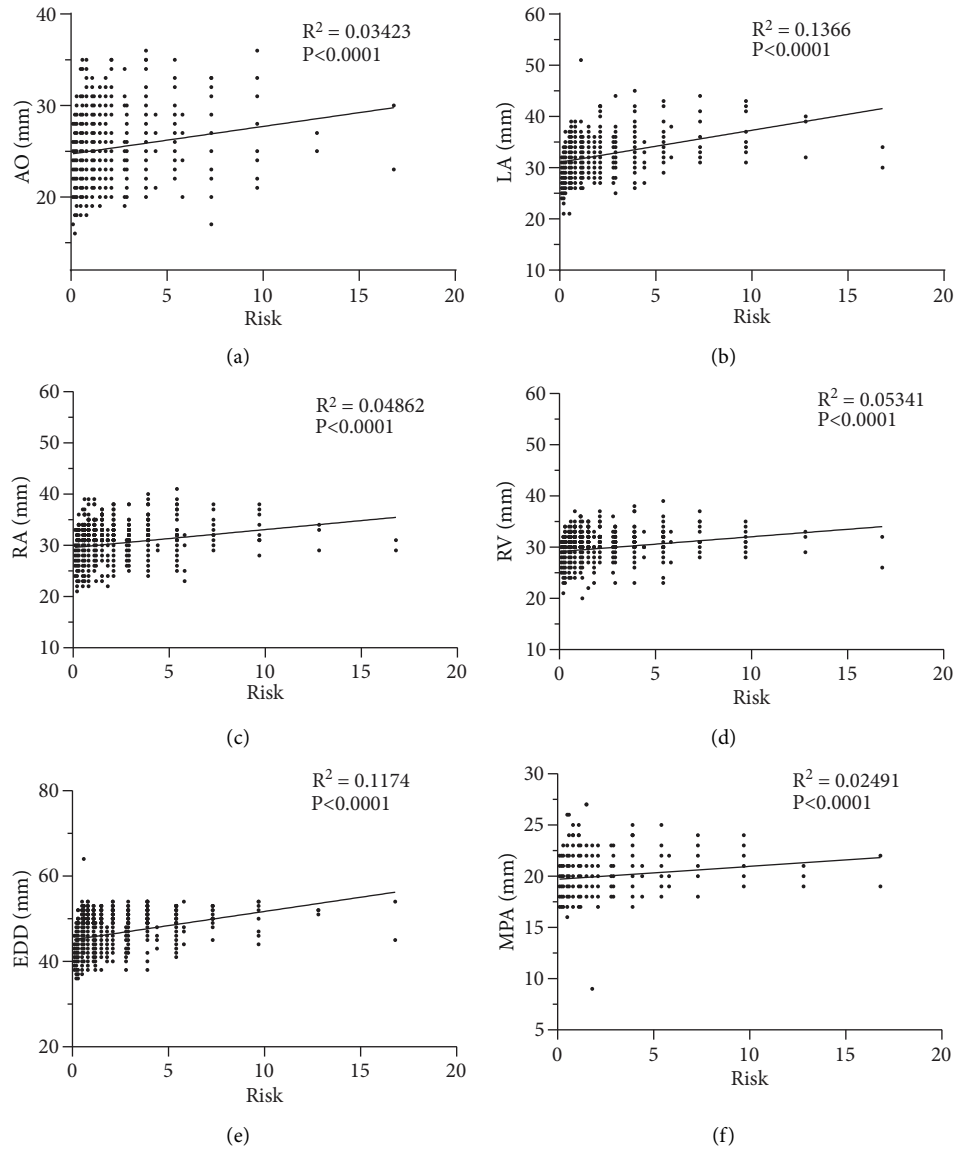 R² = 0.03423
P<0.0001
AO (mm)
40
30
20
0
5
10
15
20
Risk
(a)
R² = 0.1366
P<0.0001
LA (mm)
60
50
40
30
20
10
0
5
10
15
20
Risk
(b)
R² = 0.04862
P<0.0001
RA (mm)
60
50
40
30
20
10
0
5
10
15
20
Risk
(c)
R² = 0.05341
P<0.0001
RV (mm)
60
50
40
30
20
10
0
5
10
15
20
Risk
(d)
R² = 0.1174
P<0.0001
EDD (mm)
80
60
40
20
0
5
10
15
20
Risk
(e)
R² = 0.02491
P<0.0001
MPA (mm)
30
25
20
15
10
5
0
5
10
15
20
Risk
(f)